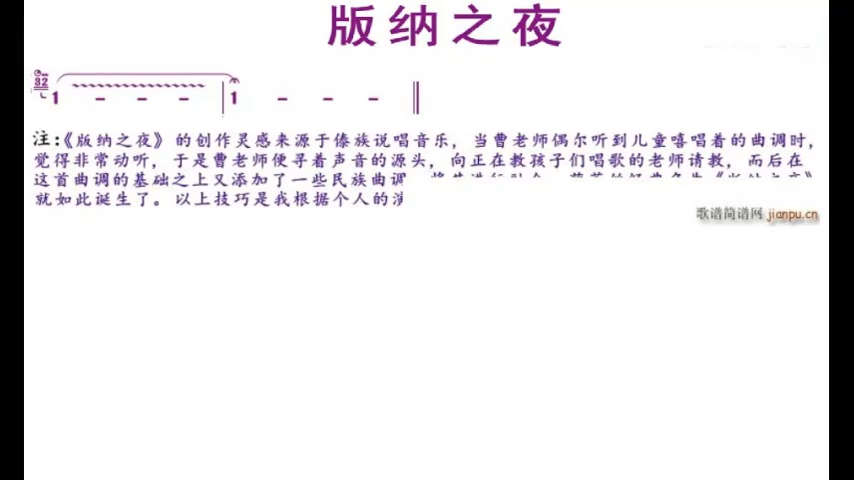 版纳之夜
32
1 - - - | 1 - - - ||
注:《版纳之夜》的创作灵感来源于傣族说唱音乐，当曹老师偶尔听到儿童嘻唱着的曲调时，
觉得非常动听，于是曹老师便寻着声音的源头，向正在教孩子们唱歌的老师请教，而后在
这首曲调的基础之上又添加了一些民族曲调
就如此诞生了。以上技巧是我根据个人的演
歌谱简谱网 jianpu.cn